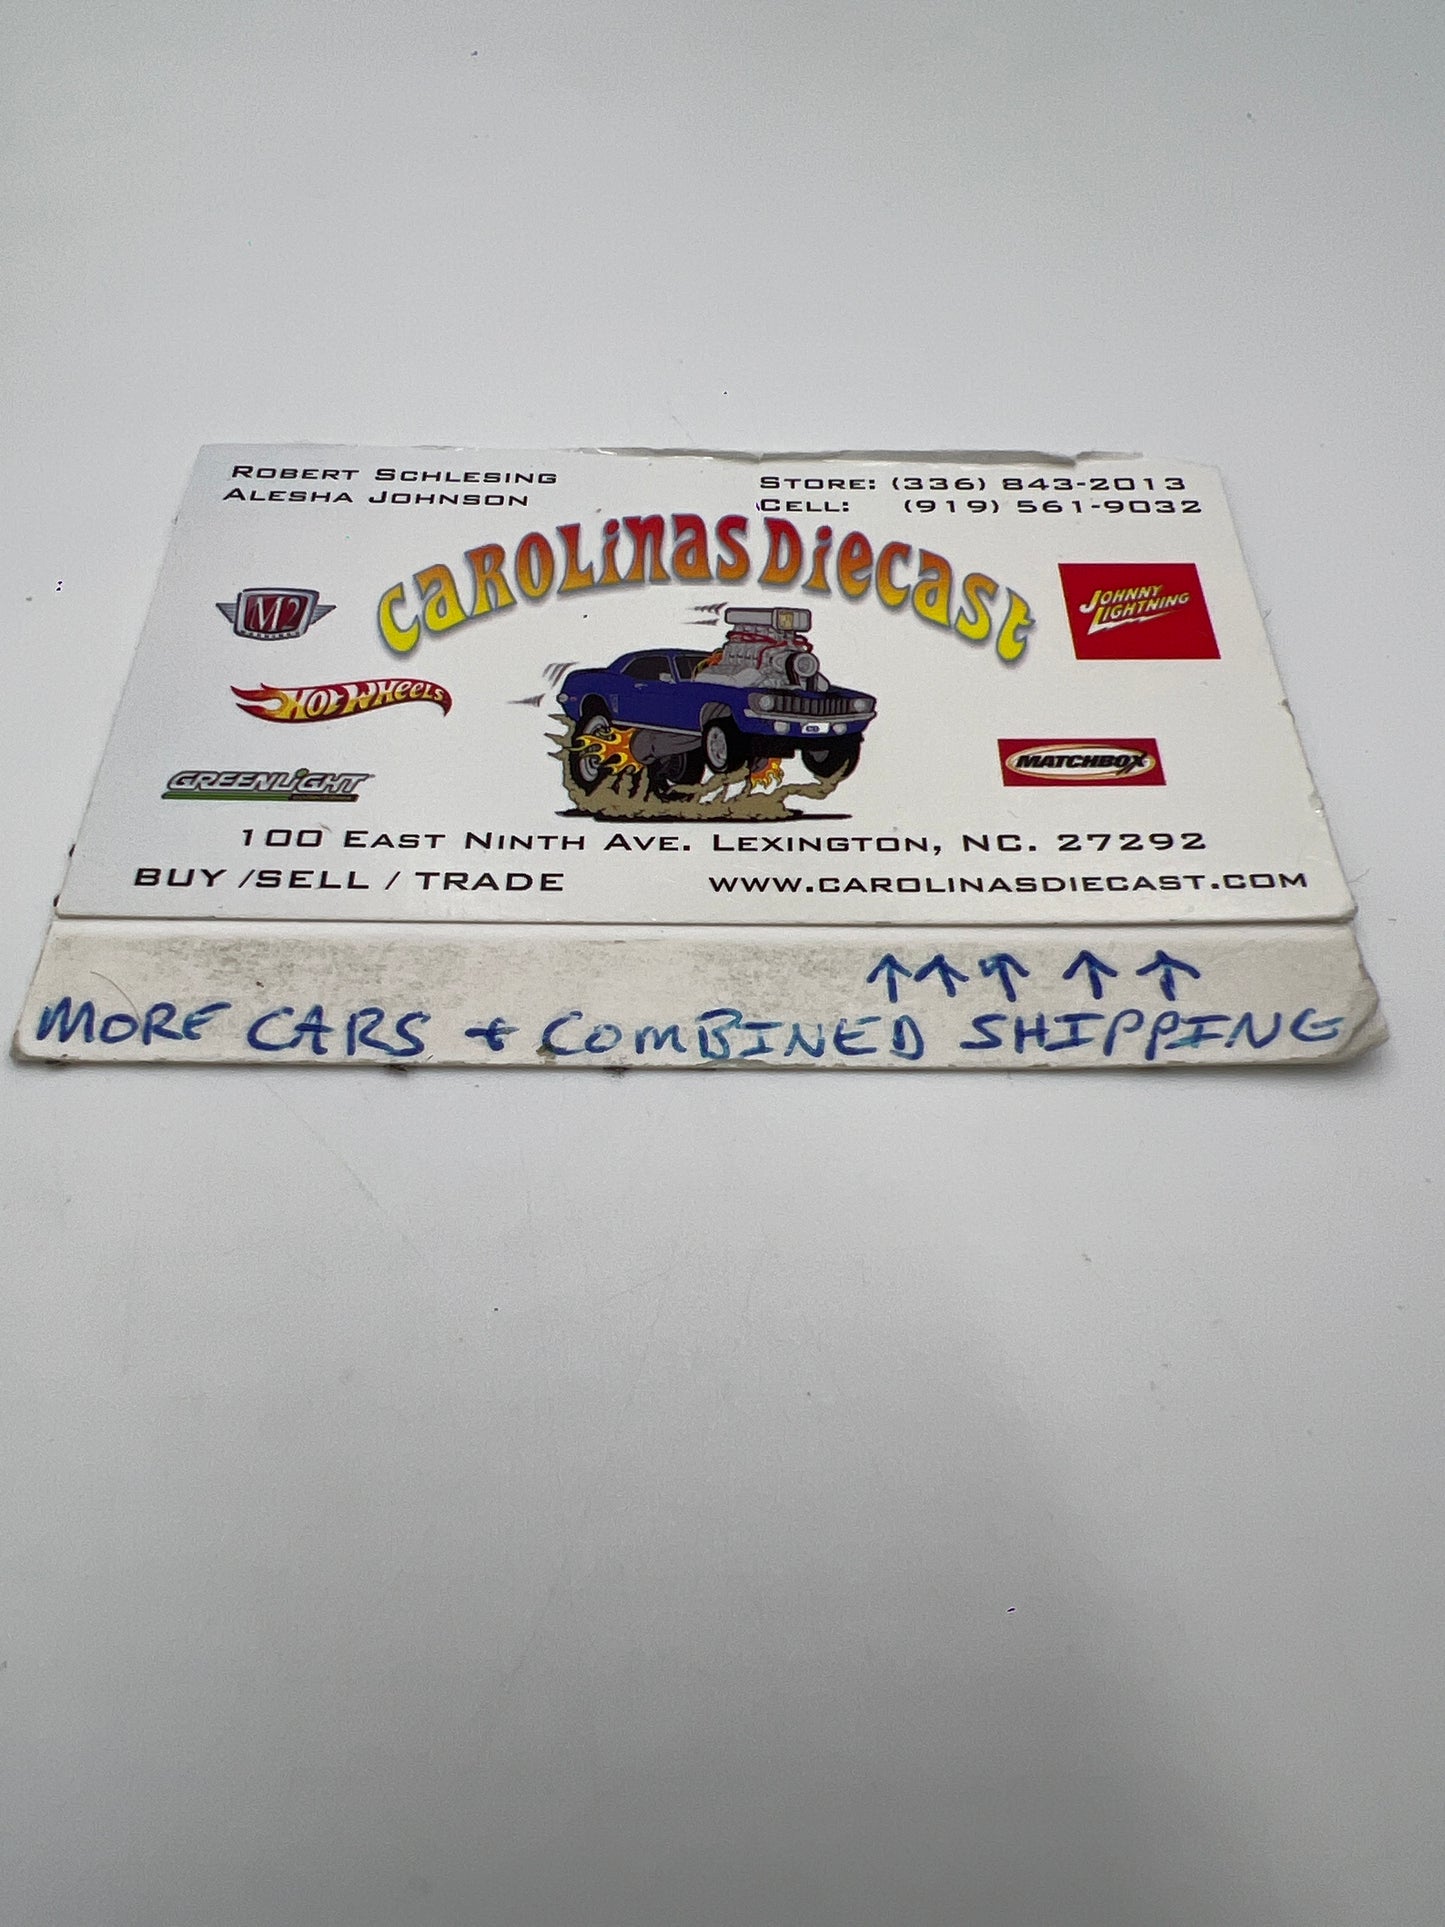 ROBERT SCHLESING
ALESHA JOHNSON
STORE: (336) 843-2013
CELL: (919) 561-9032
CAROLINAS DIECAST
M2
JOHNNY LIGHTNING
HOT WHEELS
MATCHBOX
GREENLIGHT
100 EAST NINTH AVE. LEXINGTON, NC. 27292
BUY /SELL / TRADE
WWW.CAROLINASDIECAST.COM
↑↑↑↑↑
MORE CARS + COMBINED SHIPPING